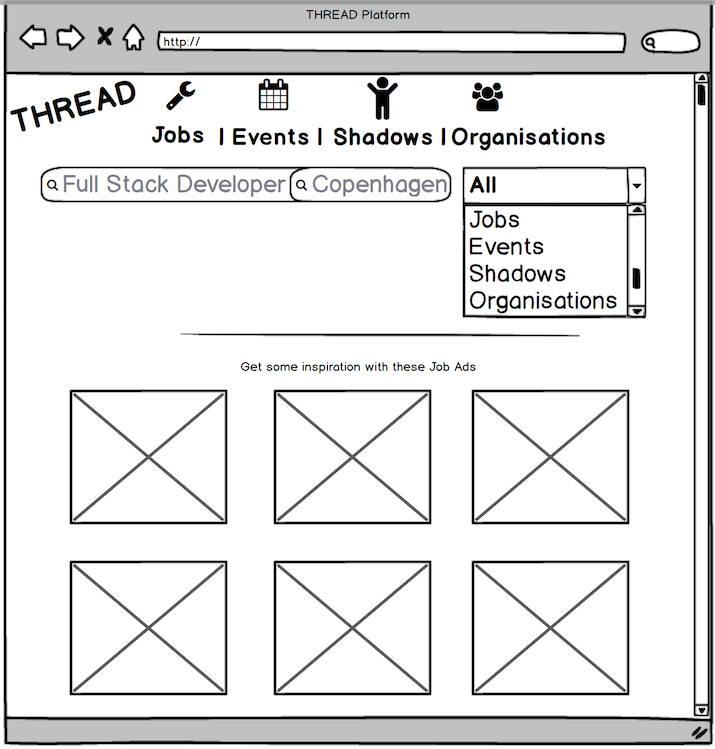 THREAD Platform
http://
THREAD
Jobs | Events | Shadows | Organisations
Full Stack Developer Copenhagen All
Jobs
Events
Shadows
Organisations
Get some inspiration with these Job Ads